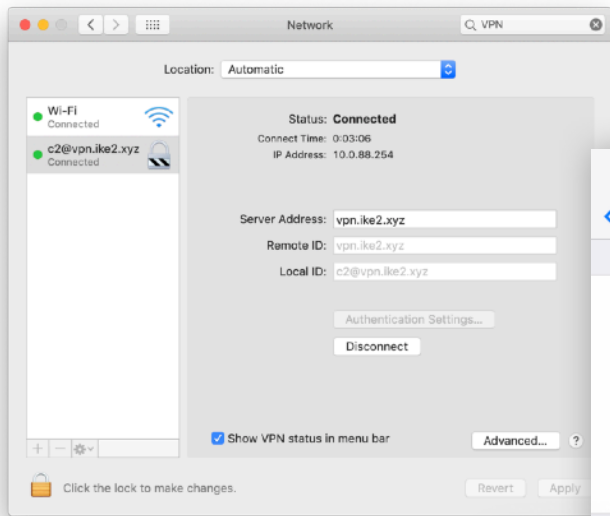 Network
VPN
Location: Automatic
Wi-Fi
Connected
c2@vpn.ike2.xyz
Connected
Status: Connected
Connect Time: 0:03:06
IP Address: 10.0.88.254
Server Address: vpn.ike2.xyz
Remote ID: vpn.ike2.xyz
Local ID: c2@vpn.ike2.xyz
Authentication Settings...
Disconnect
Show VPN status in menu bar
Advanced...
?
Click the lock to make changes.
Revert
Apply